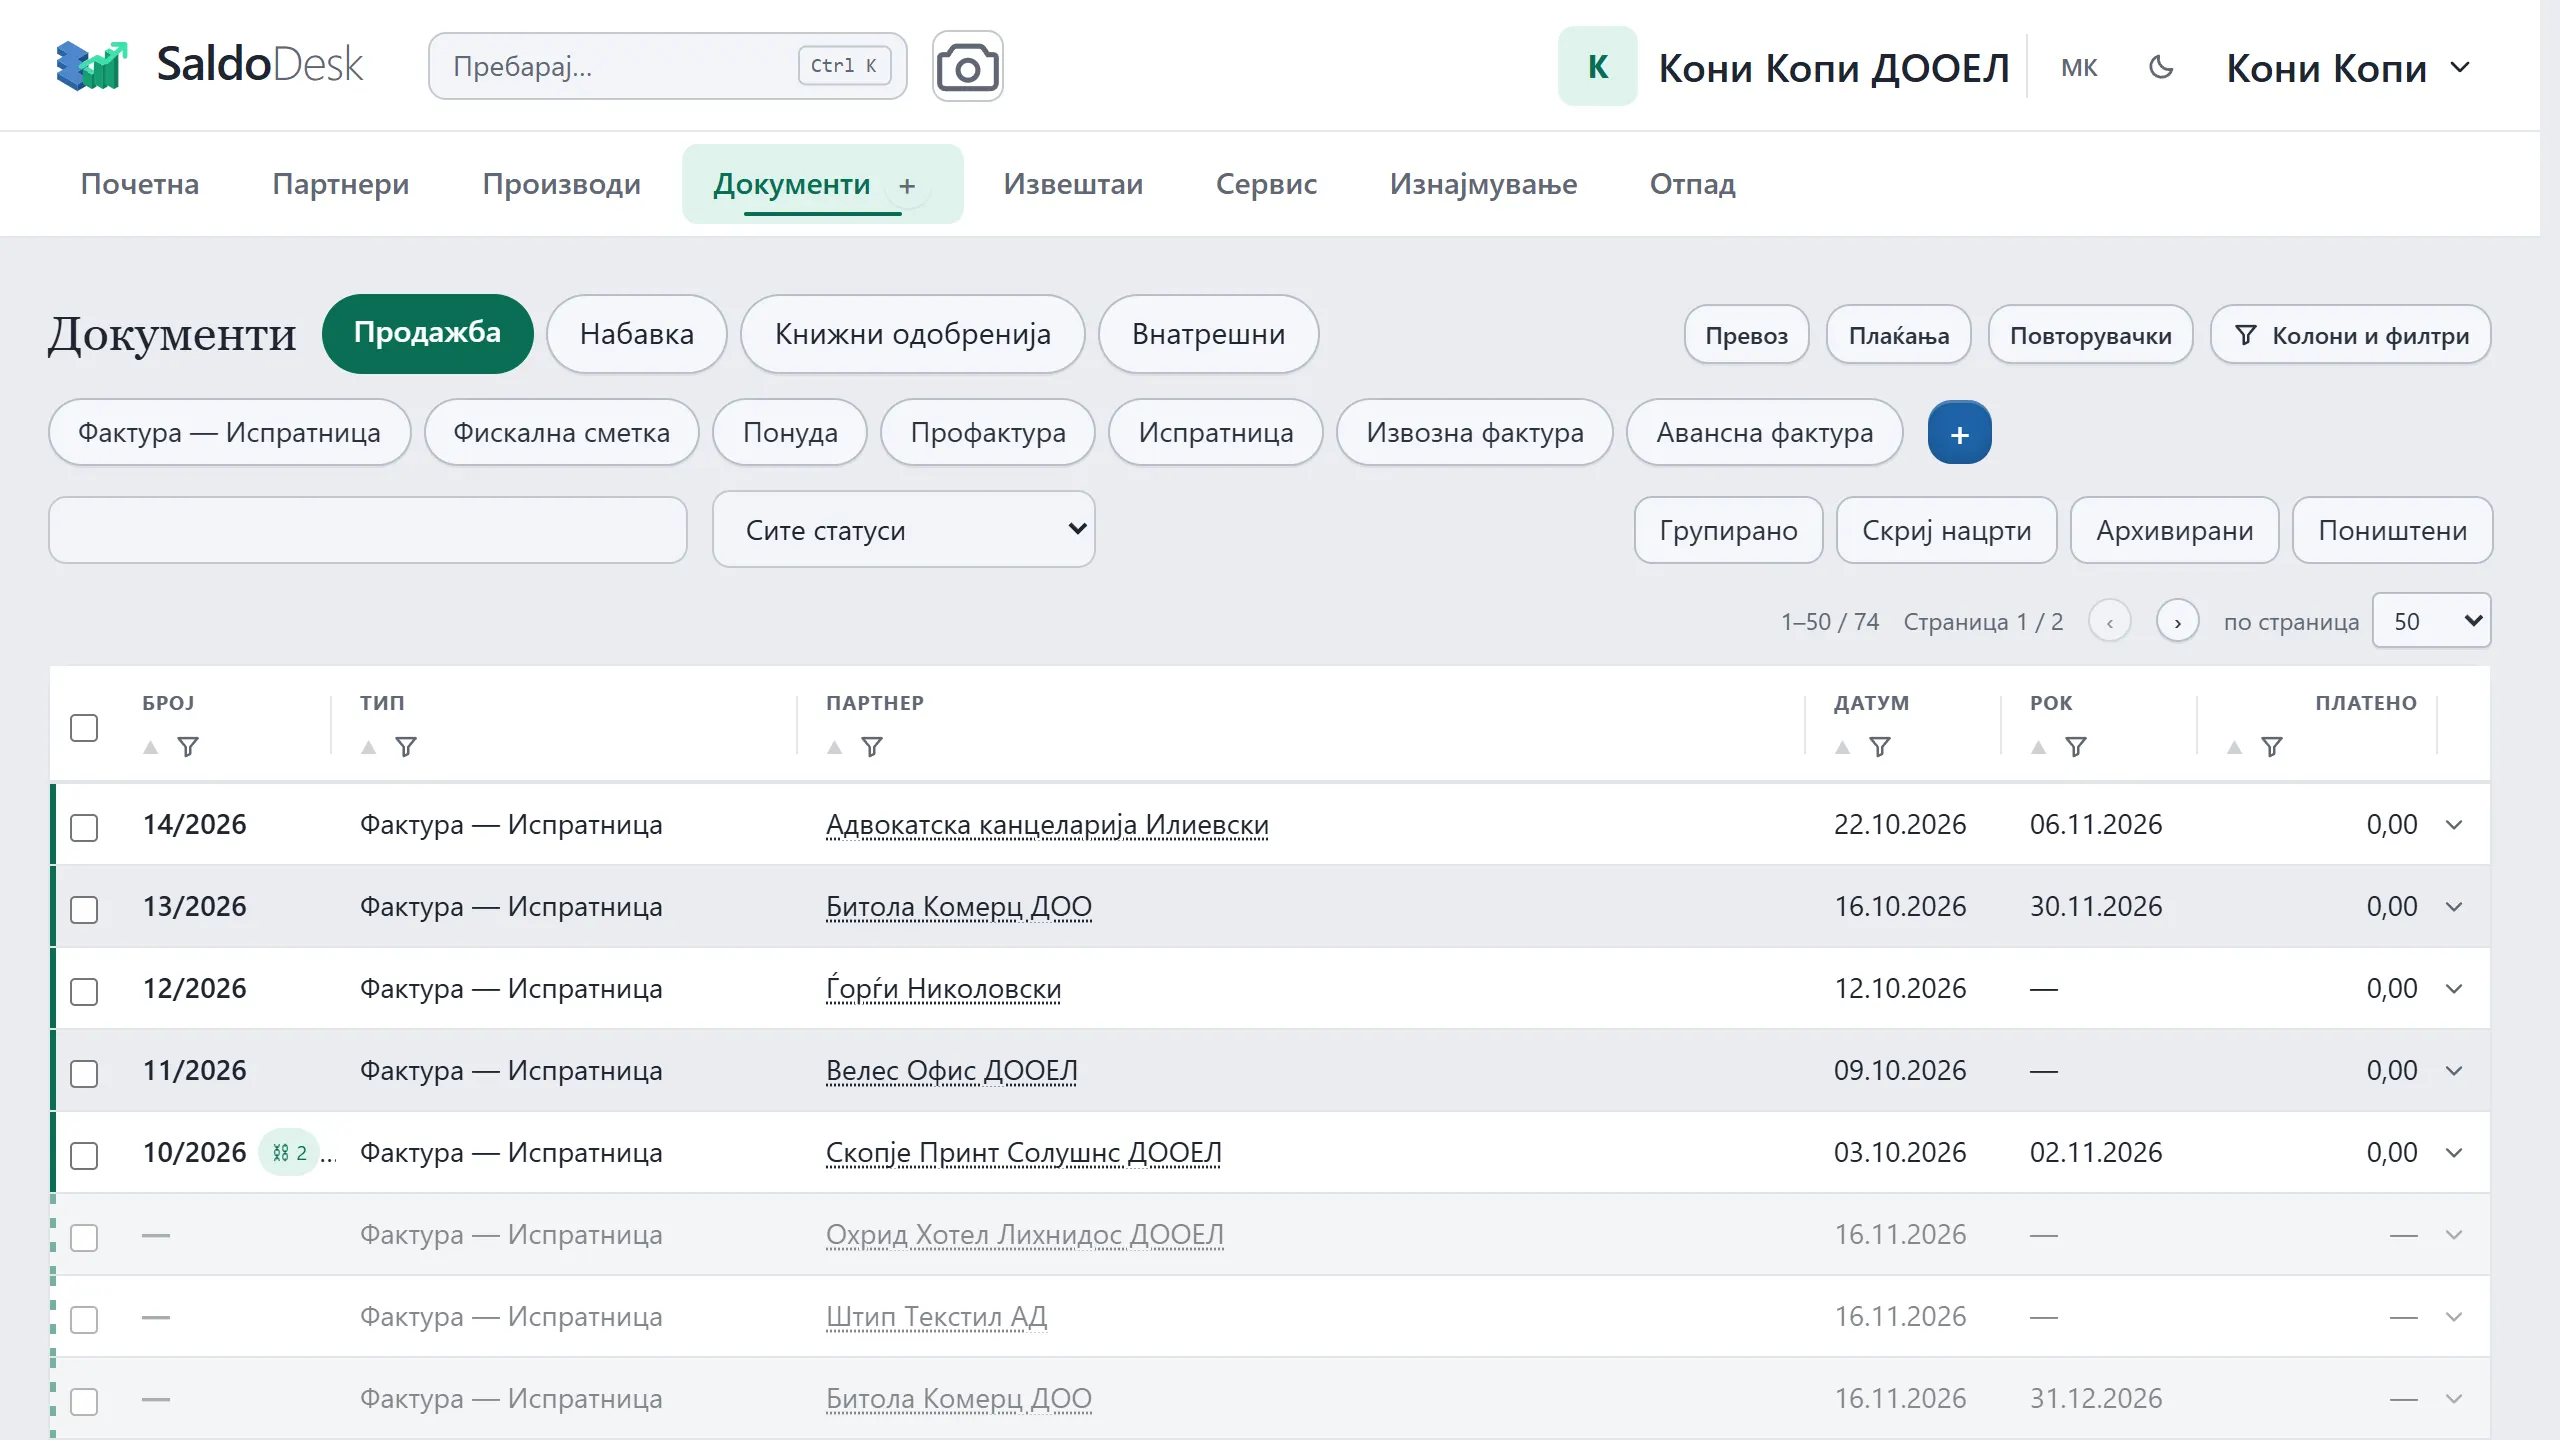 SaldoDesk
Пребарај... Ctrl K
К Кони Копи ДООЕЛ МК Кони Копи
Почетна Партнери Производи Документи + Извештаи Сервис Изнајмување Отпад
Документи Продажба Набавка Книжни одобренија Внатрешни Превоз Плаќања Повторувачки Колони и филтри
Фактура — Испратница Фискална сметка Понуда Профактура Испратница Извозна фактура Авансна фактура +
Сите статуси Групирано Скриј нацрти Архивирани Поништени
1–50 / 74 Страница 1 / 2 ‹ › по страница 50
БРОЈ ТИП ПАРТНЕР ДАТУМ РОК ПЛАТЕНО
14/2026 Фактура — Испратница Адвокатска канцеларија Илиевски 22.10.2026 06.11.2026 0,00
13/2026 Фактура — Испратница Битола Комерц ДОО 16.10.2026 30.11.2026 0,00
12/2026 Фактура — Испратница Ѓорѓи Николовски 12.10.2026 — 0,00
11/2026 Фактура — Испратница Велес Офис ДООЕЛ 09.10.2026 — 0,00
10/2026 2 ... Фактура — Испратница Скопје Принт Солушнс ДООЕЛ 03.10.2026 02.11.2026 0,00
— Фактура — Испратница Охрид Хотел Лихнидос ДООЕЛ 16.11.2026 — —
— Фактура — Испратница Штип Текстил АД 16.11.2026 — —
— Фактура — Испратница Битола Комерц ДОО 16.11.2026 31.12.2026 —